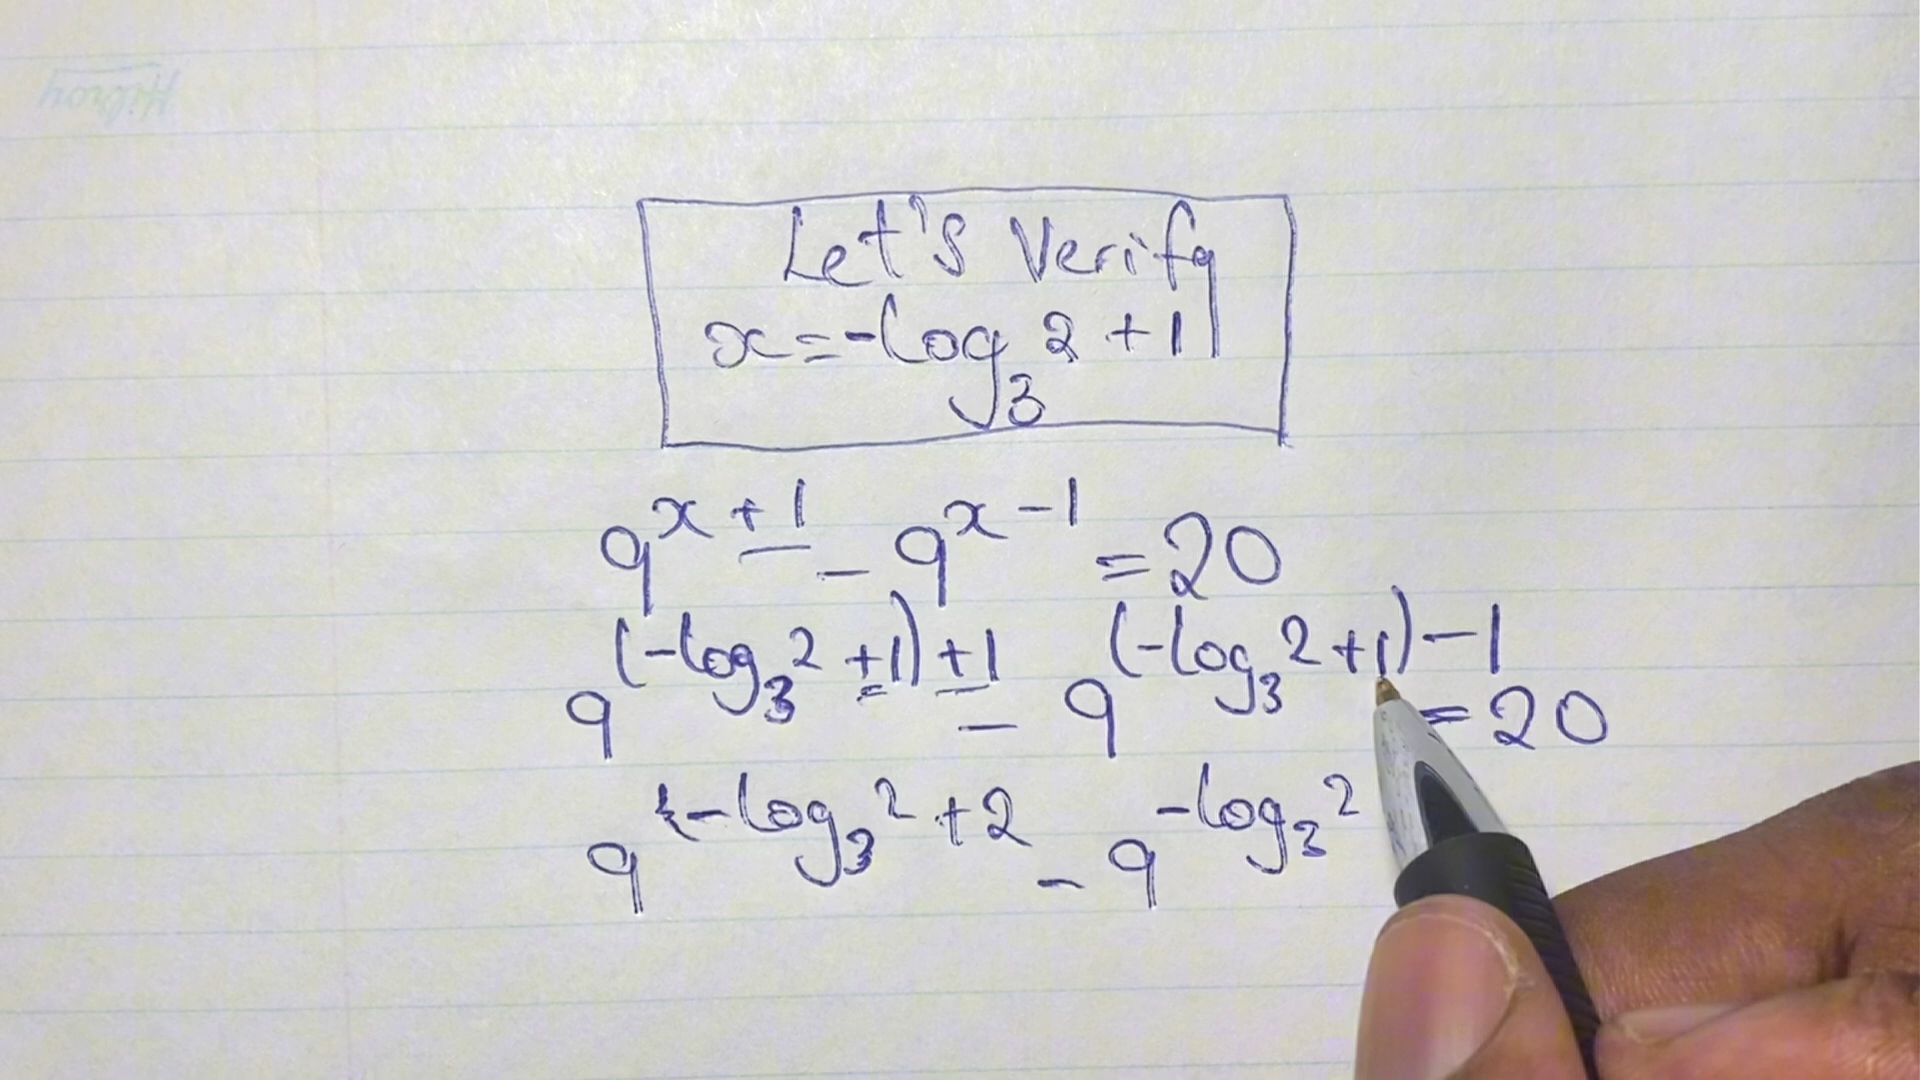 Hilroy
Let's Verify
x=-log₃2+1
9^(x+1) - 9^(x-1) = 20
9^((-log₃2+1)+1) - 9^((-log₃2+1)-1) = 20
9^(-log₃2+2) - 9^(-log₃2)